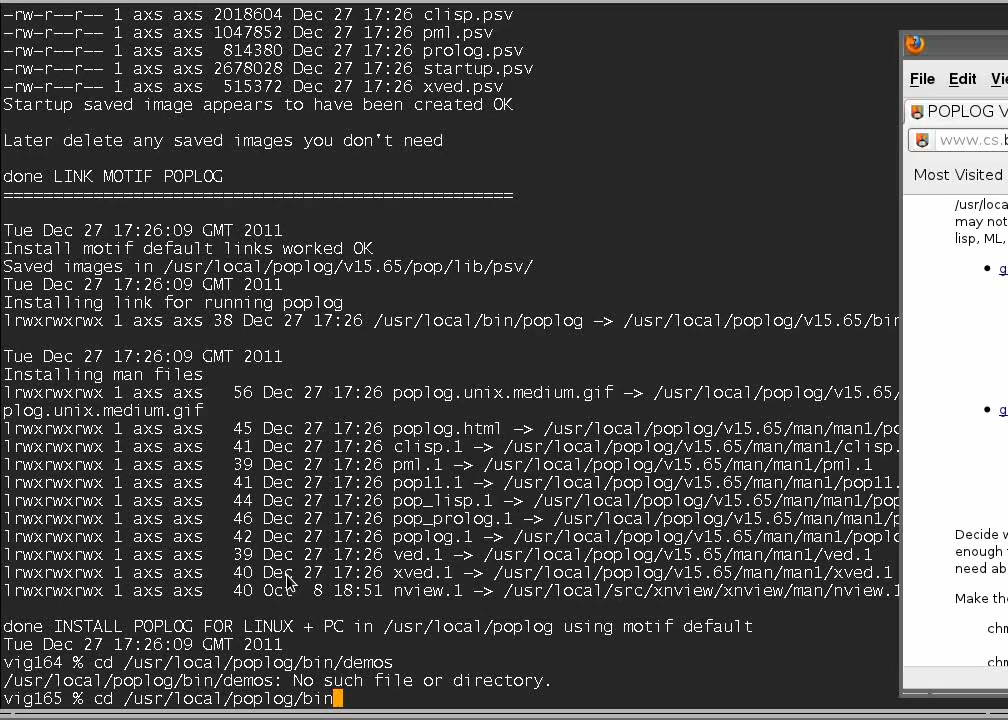 -rw-r--r-- 1 axs axs 2018604 Dec 27 17:26 clisp.psv
-rw-r--r-- 1 axs axs 1047852 Dec 27 17:26 pml.psv
-rw-r--r-- 1 axs axs  814380 Dec 27 17:26 prolog.psv
-rw-r--r-- 1 axs axs 2678028 Dec 27 17:26 startup.psv
-rw-r--r-- 1 axs axs  515372 Dec 27 17:26 xved.psv
Startup saved image appears to have been created OK
Later delete any saved images you don't need
done LINK MOTIF POPLOG
===================================================
Tue Dec 27 17:26:09 GMT 2011
Install motif default links worked OK
Saved images in /usr/local/poplog/v15.65/pop/lib/psv/
Tue Dec 27 17:26:09 GMT 2011
Installing link for running poplog
lrwxrwxrwx 1 axs axs 38 Dec 27 17:26 /usr/local/bin/poplog -> /usr/local/poplog/v15.65/bin
Tue Dec 27 17:26:09 GMT 2011
Installing man files
lrwxrwxrwx 1 axs axs   56 Dec 27 17:26 poplog.unix.medium.gif -> /usr/local/poplog/v15.65/
plog.unix.medium.gif
lrwxrwxrwx 1 axs axs   45 Dec 27 17:26 poplog.html -> /usr/local/poplog/v15.65/man/man1/po
lrwxrwxrwx 1 axs axs   41 Dec 27 17:26 clisp.1 -> /usr/local/poplog/v15.65/man/man1/clisp.
lrwxrwxrwx 1 axs axs   39 Dec 27 17:26 pml.1 -> /usr/local/poplog/v15.65/man/man1/pml.1
lrwxrwxrwx 1 axs axs   41 Dec 27 17:26 pop11.1 -> /usr/local/poplog/v15.65/man/man1/pop11.
lrwxrwxrwx 1 axs axs   44 Dec 27 17:26 pop_lisp.1 -> /usr/local/poplog/v15.65/man/man1/pop
lrwxrwxrwx 1 axs axs   46 Dec 27 17:26 pop_prolog.1 -> /usr/local/poplog/v15.65/man/man1/p
lrwxrwxrwx 1 axs axs   42 Dec 27 17:26 poplog.1 -> /usr/local/poplog/v15.65/man/man1/poplo
lrwxrwxrwx 1 axs axs   39 Dec 27 17:26 ved.1 -> /usr/local/poplog/v15.65/man/man1/ved.1
lrwxrwxrwx 1 axs axs   40 Dec 27 17:26 xved.1 -> /usr/local/poplog/v15.65/man/man1/xved.1
lrwxrwxrwx 1 axs axs   40 Oct  8 18:51 nview.1 -> /usr/local/src/xnview/xnview/man/nview.1
done INSTALL POPLOG FOR LINUX + PC in /usr/local/poplog using motif default
Tue Dec 27 17:26:09 GMT 2011
vig164 % cd /usr/local/poplog/bin/demos
/usr/local/poplog/bin/demos: No such file or directory.
vig165 % cd /usr/local/poplog/bin
File Edit Vi
POPLOG V
www.cs.b
Most Visited
/usr/loca
may not
lisp, ML,
g
g
Decide w
enough
need ab
Make the
chm
chm